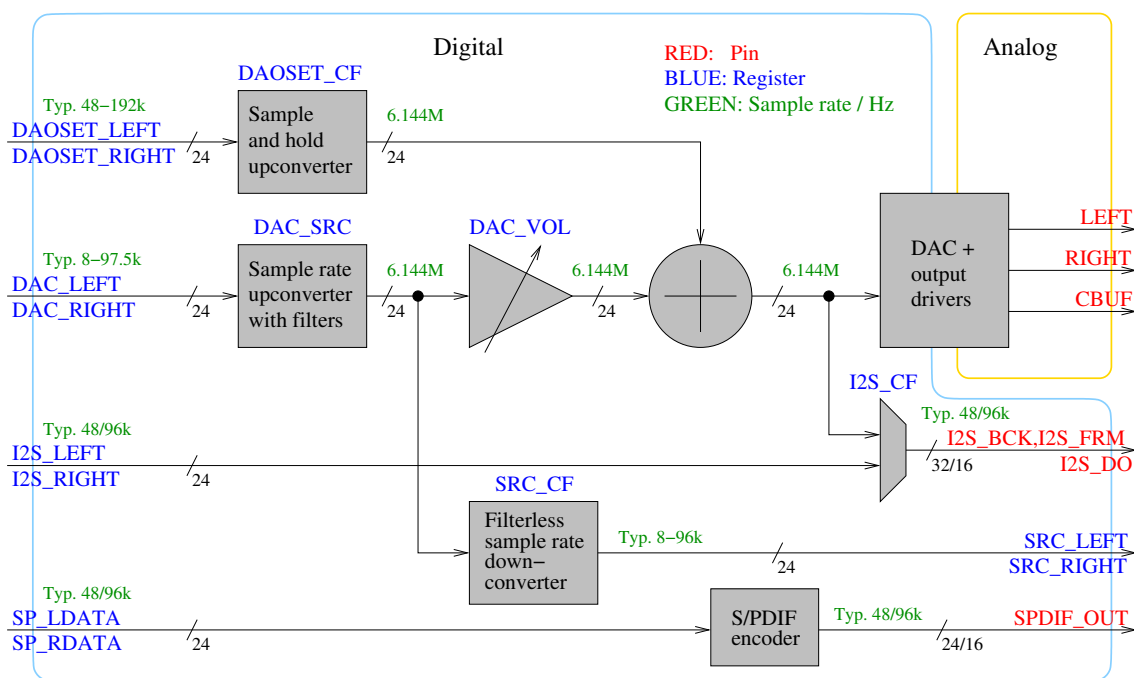 Digital
Analog
RED: Pin
BLUE: Register
GREEN: Sample rate / Hz
DAOSET_CF
Typ. 48−192k
DAOSET_LEFT
DAOSET_RIGHT
24
Sample
and hold
upconverter
6.144M
24
DAC_SRC
Typ. 8−97.5k
DAC_LEFT
DAC_RIGHT
24
Sample rate
upconverter
with filters
6.144M
24
DAC_VOL
6.144M
24
6.144M
24
DAC +
output
drivers
LEFT
RIGHT
CBUF
I2S_CF
Typ. 48/96k
I2S_LEFT
I2S_RIGHT
24
Typ. 48/96k
I2S_BCK,I2S_FRM
I2S_DO
32/16
SRC_CF
Filterless
sample rate
down−
converter
Typ. 8−96k
24
SRC_LEFT
SRC_RIGHT
Typ. 48/96k
SP_LDATA
SP_RDATA
24
S/PDIF
encoder
Typ. 48/96k
24/16
SPDIF_OUT